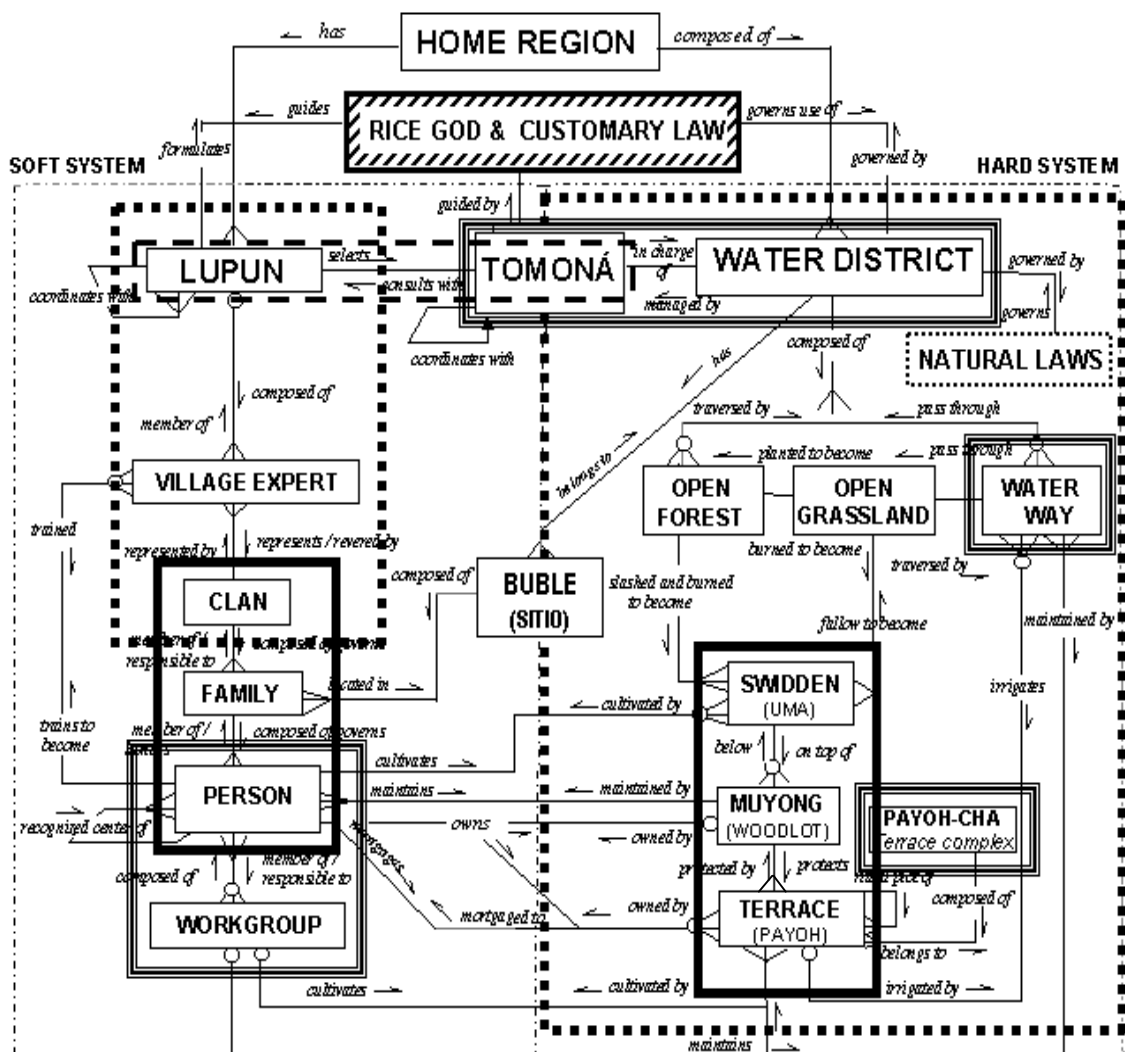 HOME REGION
has
composed of
RICE GOD & CUSTOMARY LAW
guides
governs use of
formulates
governed by
SOFT SYSTEM
HARD SYSTEM
guided by
LUPUN
selects
consults with
TOMONÁ
in charge
of
managed by
WATER DISTRICT
governed by
governs
coordinates with
coordinates with
NATURAL LAWS
has
composed of
composed of
member of
traversed by
pass through
planted to become
pass through
VILLAGE EXPERT
OPEN
FOREST
OPEN
GRASSLAND
WATER
WAY
trained
belongs to
represented by
represents / revered by
burned to become
traversed by
CLAN
composed of
BUBLE
(SITIO)
slashed and burned
to become
maintained by
member of /
responsible to
composed of governs
fallow to become
FAMILY
located in
SWIDDEN
(UMA)
irrigates
trains to
become
member of /
composed of governs
cultivated by
below
on top of
PERSON
cultivates
maintains
maintained by
MUYONG
(WOODLOT)
PAYOH-CHA
Terrace complex
recognized center of
owns
owned by
composed of
member of /
responsible to
protected by
protects
composed of
WORKGROUP
mortgaged to
owned by
TERRACE
(PAYOH)
belongs to
cultivates
cultivated by
irrigated by
maintains